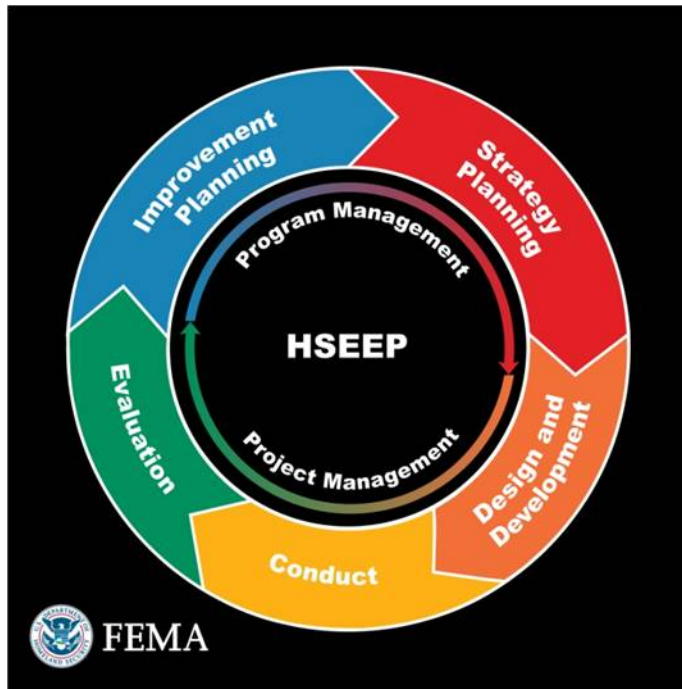 Improvement
Planning
Strategy
Planning
Program Management
HSEEP
Project Management
Evaluation
Design and
Development
Conduct
FEMA